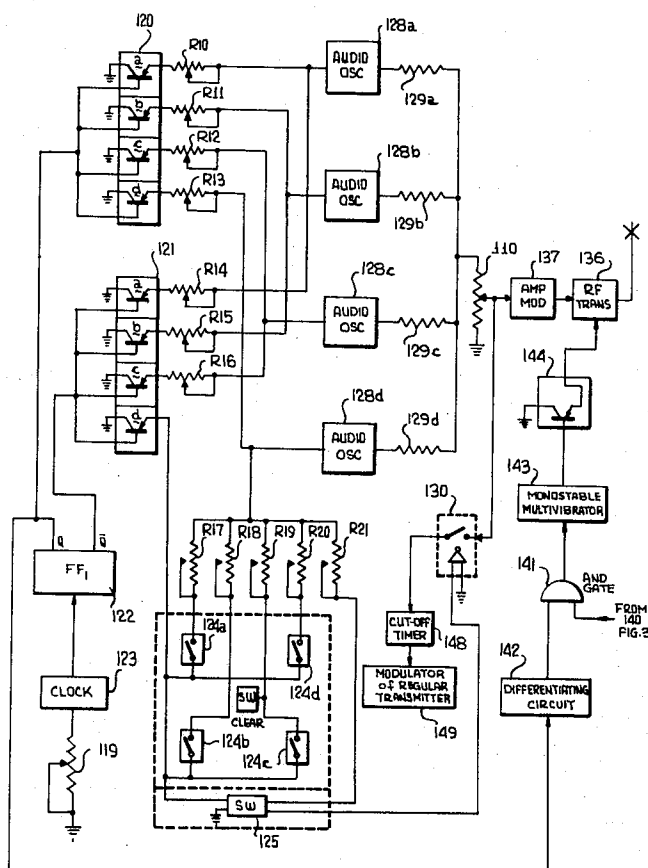 120
128a
R10
a
AUDIO OSC
129a
b
R11
c
R12
128b
d
R13
AUDIO OSC
129b
110
137
136
121
R14
a
128c
AMP MOD
RF TRANS
b
R15
AUDIO OSC
c
R16
129c
144
d
128d
AUDIO OSC
129d
143
130
MONOSTABLE MULTIVIBRATOR
R17
R18
R19
R20
R21
Q
Q̄
141
AND GATE
FF1
122
124a
CUT-OFF TIMER
148
FROM 140 FIG.3
124d
142
CLOCK
123
SW
CLEAR
MODULATOR OF REGULAR TRANSMITTER
DIFFERENTIATING CIRCUIT
124b
124c
149
119
SW
125